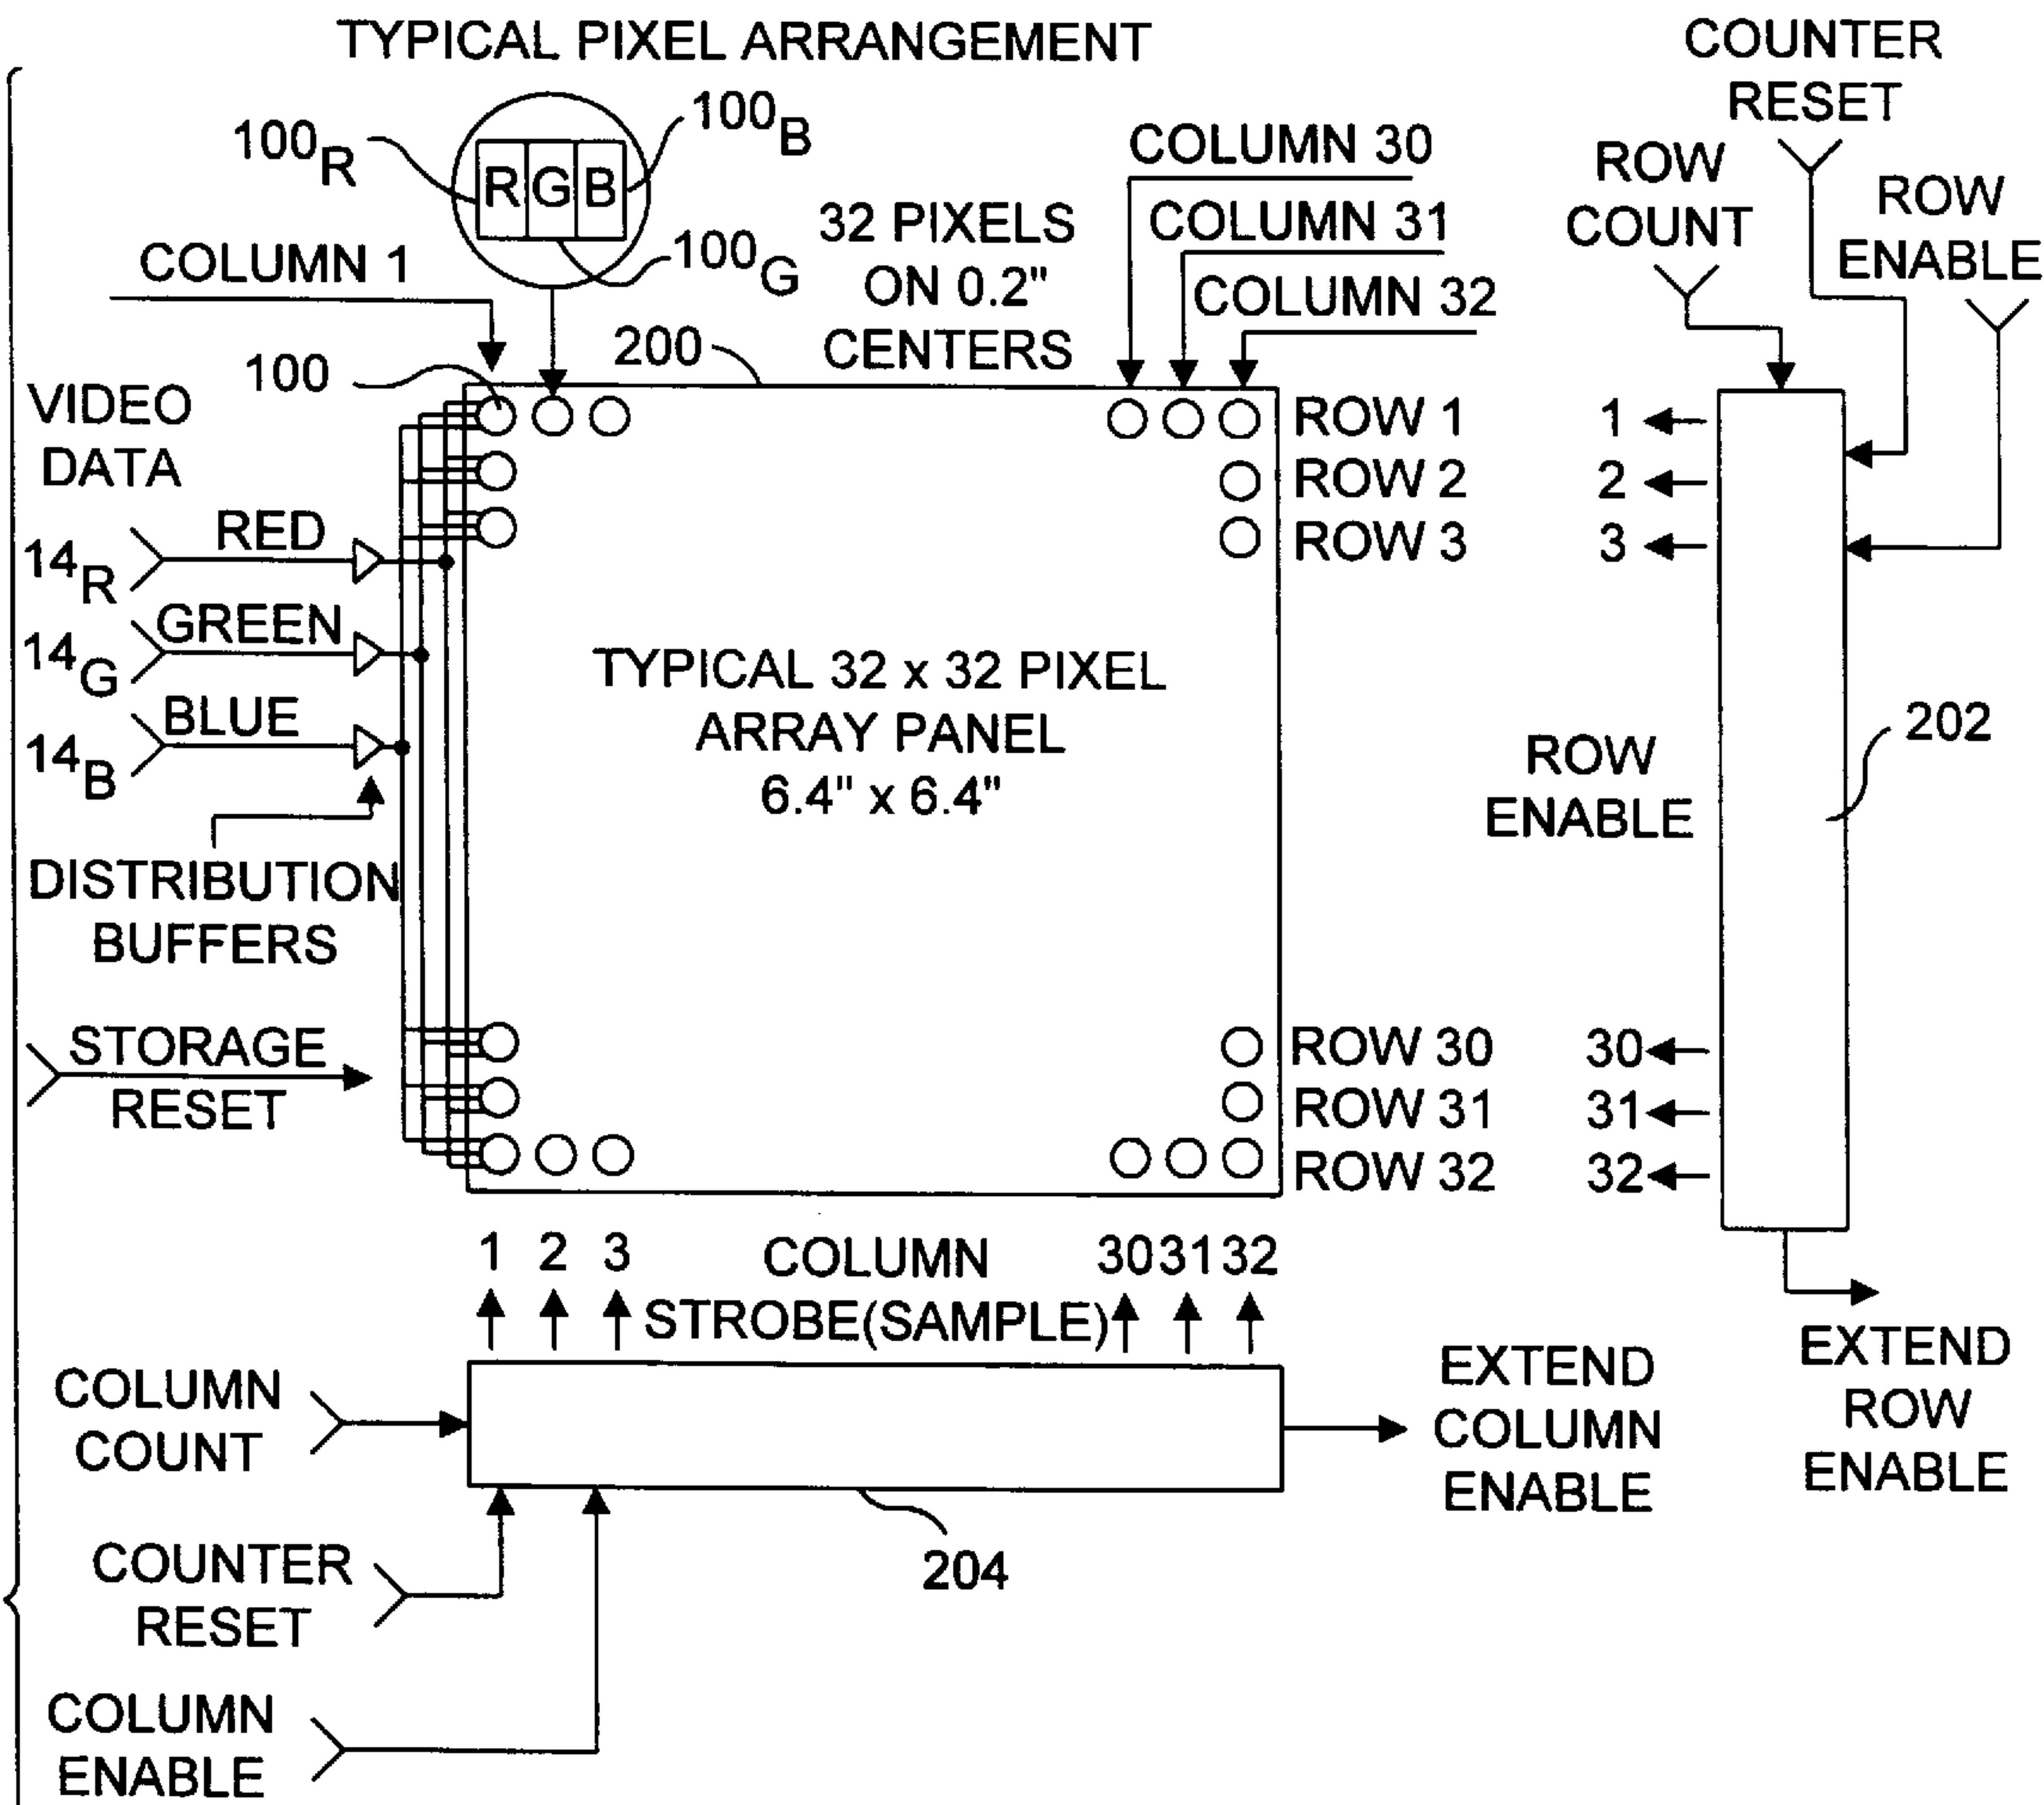 TYPICAL PIXEL ARRANGEMENT
COUNTER
RESET
100R
100B
R G B
100G
COLUMN 1
32 PIXELS
ON 0.2"
CENTERS
COLUMN 30
COLUMN 31
COLUMN 32
ROW
COUNT
ROW
ENABLE
100
200
VIDEO
DATA
14R
RED
14G
GREEN
14B
BLUE
DISTRIBUTION
BUFFERS
STORAGE
RESET
TYPICAL 32 x 32 PIXEL
ARRAY PANEL
6.4" x 6.4"
ROW 1
ROW 2
ROW 3
ROW 30
ROW 31
ROW 32
1
2
3
ROW
ENABLE
202
30
31
32
1 2 3
COLUMN
STROBE(SAMPLE)
30 31 32
COLUMN
COUNT
EXTEND
COLUMN
ENABLE
EXTEND
ROW
ENABLE
COUNTER
RESET
204
COLUMN
ENABLE